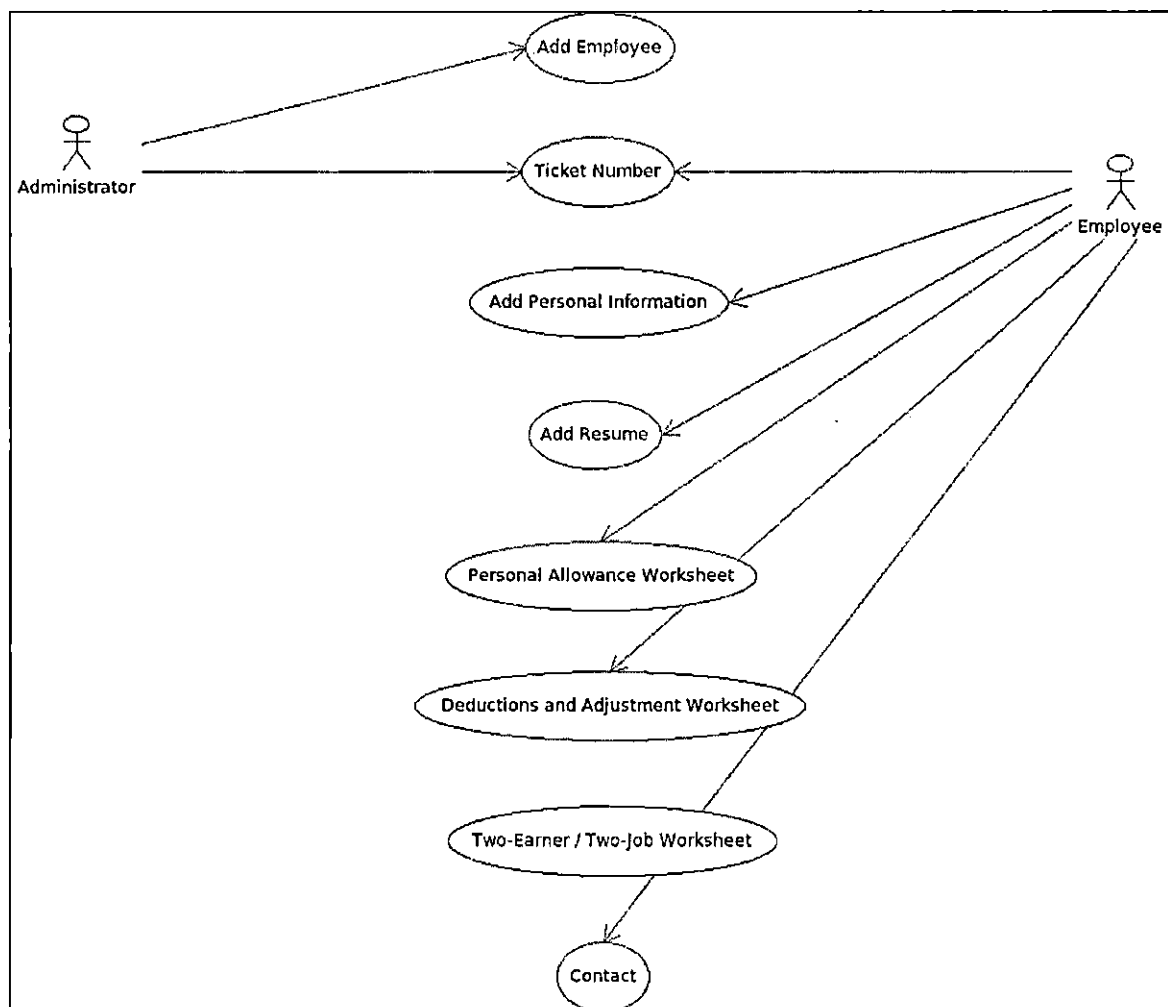 Add Employee
Administrator
Ticket Number
Employee
Add Personal Information
Add Resume
Personal Allowance Worksheet
Deductions and Adjustment Worksheet
Two-Earner / Two-Job Worksheet
Contact